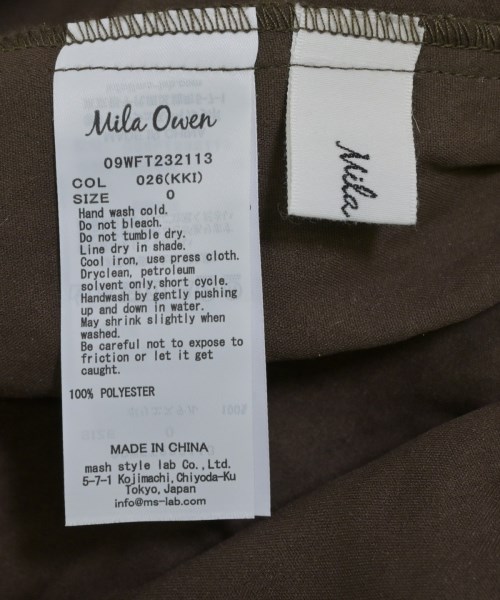 Mila Owen
09WFT232113
COL 026(KKI)
SIZE 0
Hand wash cold.
Do not bleach.
Do not tumble dry.
Line dry in shade.
Cool iron, use press cloth.
Dryclean, petroleum
solvent only,short cycle.
Handwash by gently pushing
up and down in water.
May shrink slightly when
washed.
Be careful not to expose to
friction or let it get
caught.
100% POLYESTER
MADE IN CHINA
mash style lab Co.,Ltd.
5-7-1 Kojimachi,Chiyoda-Ku
Tokyo,Japan
info@ms-lab.com
Mila